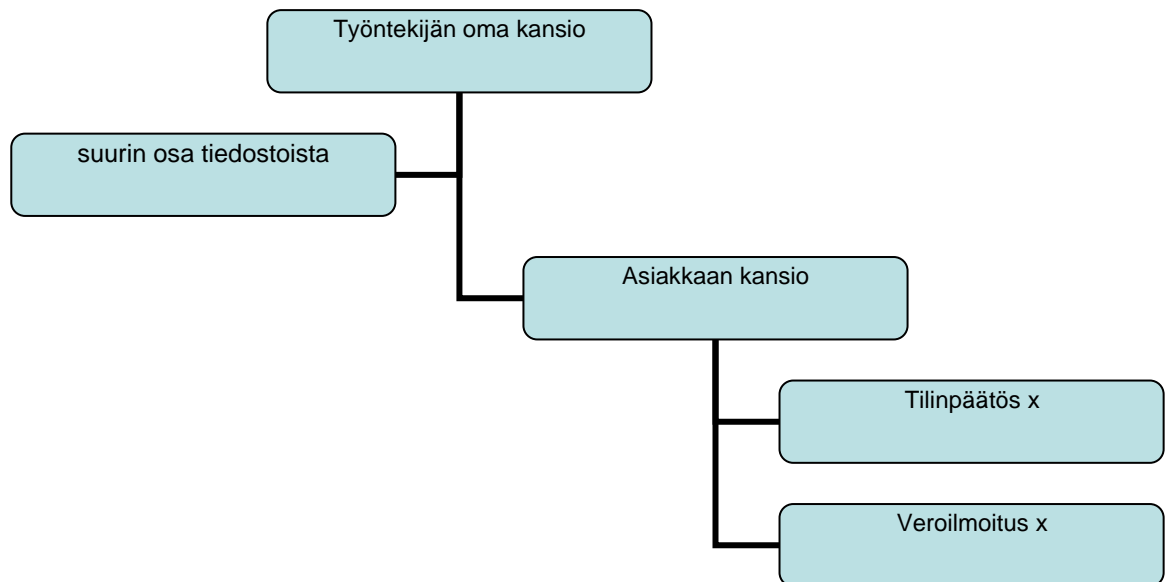 Työntekijän oma kansio
suurin osa tiedostoista
Asiakkaan kansio
Tilinpäätös x
Veroilmoitus x